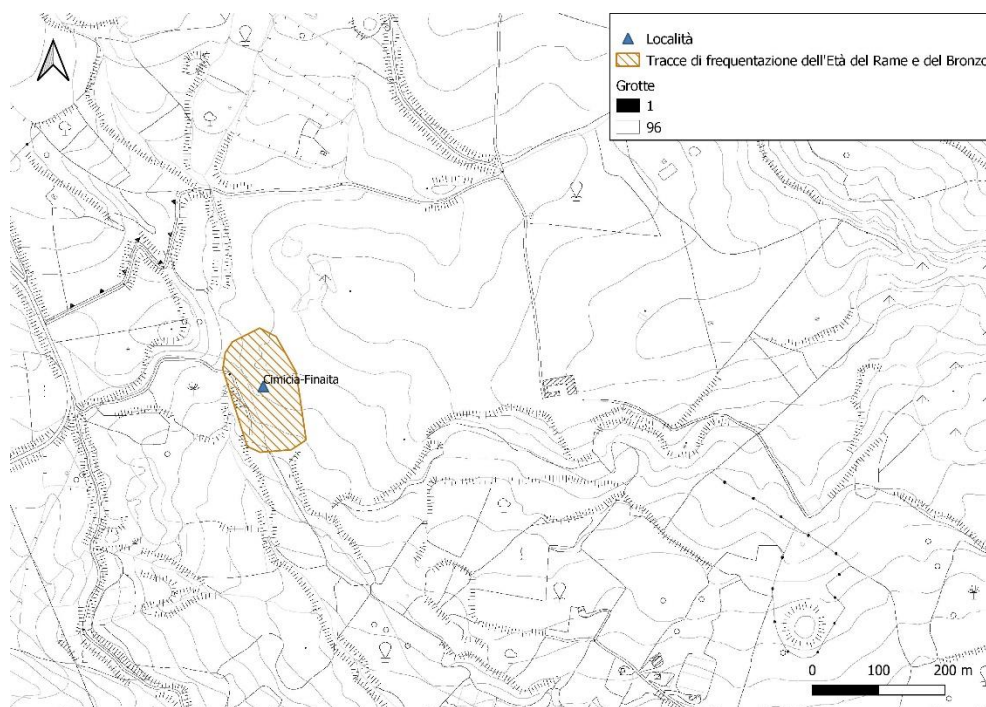 Località
Tracce di frequentazione dell'Età del Rame e del Bronzo
Grotte
1
96
Cimicia-Finaita
0 100 200 m